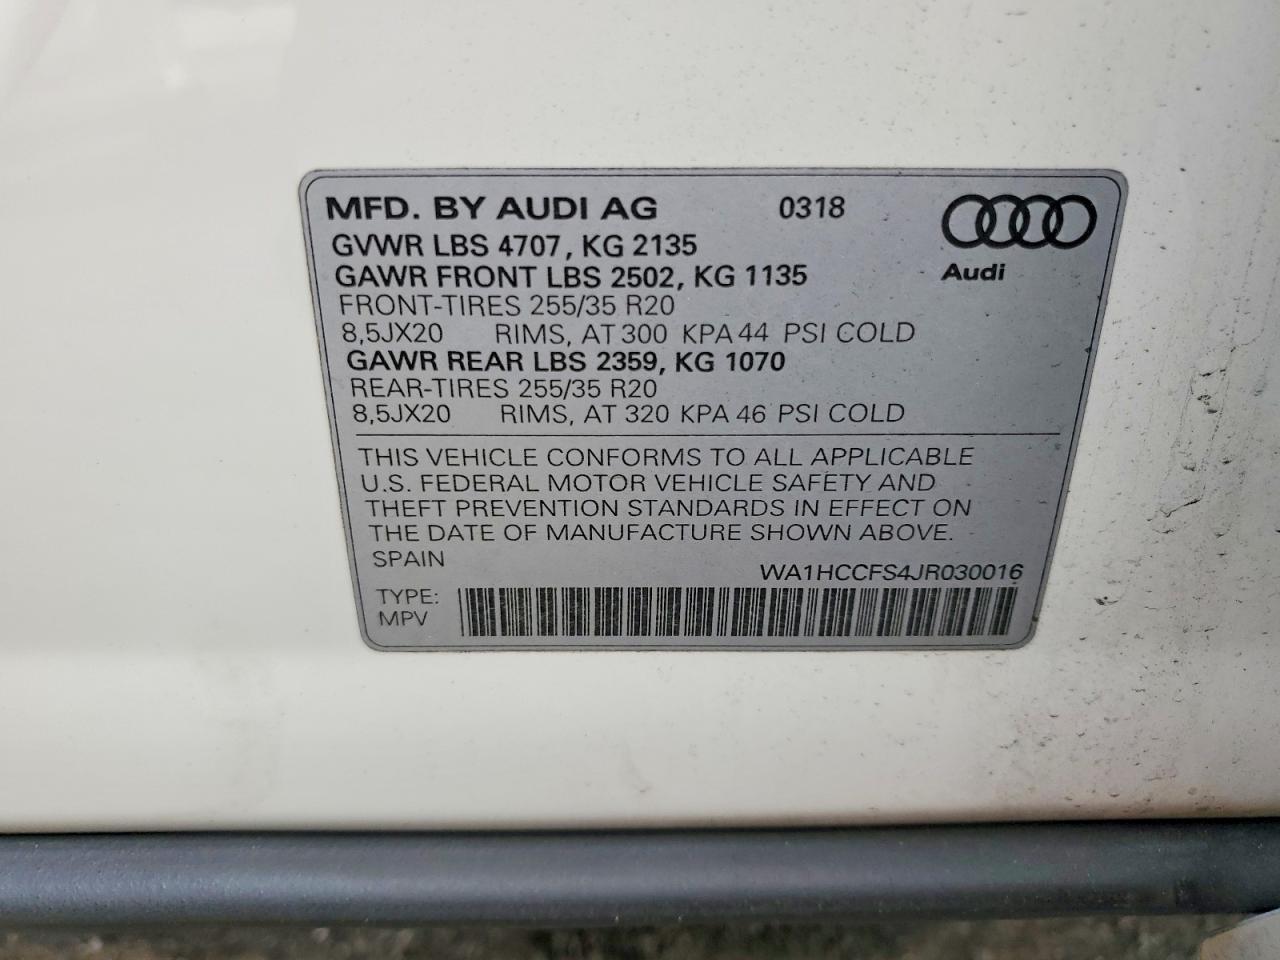 MFD. BY AUDI AG 0318
GVWR LBS 4707, KG 2135
GAWR FRONT LBS 2502, KG 1135
Audi
FRONT-TIRES 255/35 R20
8,5JX20 RIMS, AT 300 KPA 44 PSI COLD
GAWR REAR LBS 2359, KG 1070
REAR-TIRES 255/35 R20
8,5JX20 RIMS, AT 320 KPA 46 PSI COLD
THIS VEHICLE CONFORMS TO ALL APPLICABLE
U.S. FEDERAL MOTOR VEHICLE SAFETY AND
THEFT PREVENTION STANDARDS IN EFFECT ON
THE DATE OF MANUFACTURE SHOWN ABOVE.
SPAIN
WA1HCCFS4JR030016
TYPE:
MPV